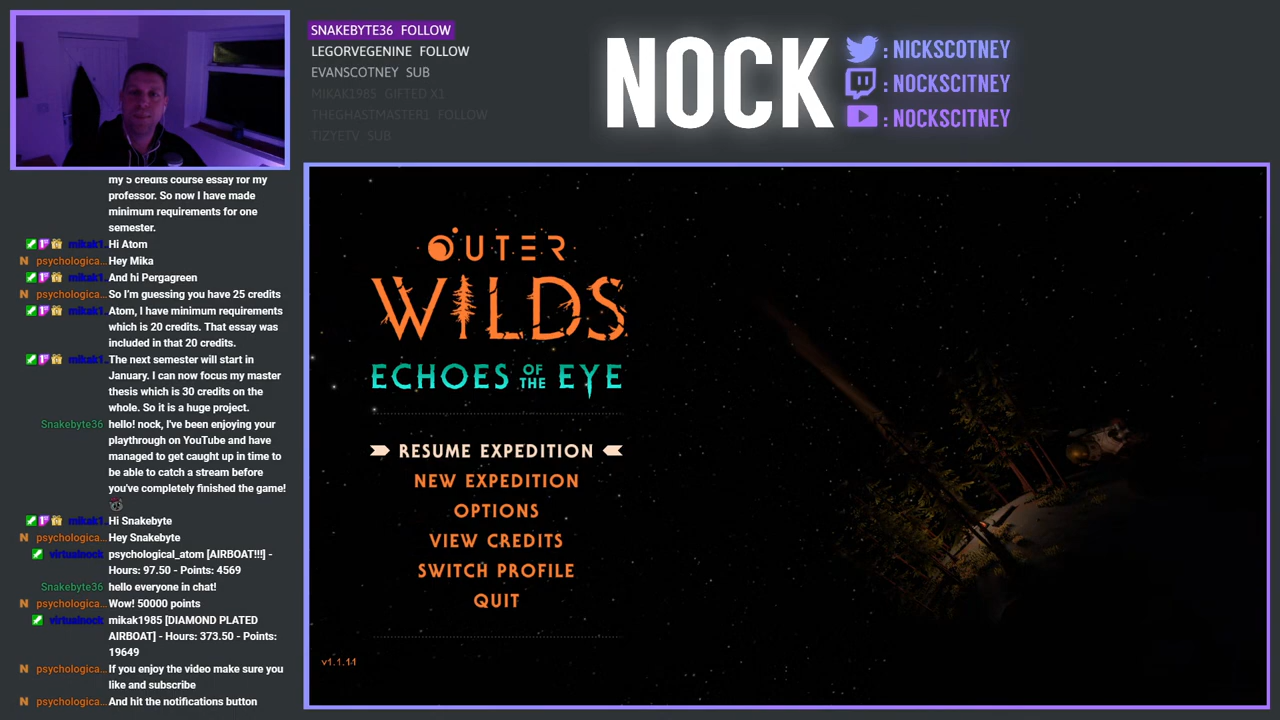 SNAKEBYTE36 FOLLOW
LEGORVEGENINE FOLLOW
EVANSCOTNEY SUB
MIKAK1985 GIFTED X1
THEGHASTMASTER1 FOLLOW
TIZYETV SUB
NOCK
: NICKSCOTNEY
: NOCKSCITNEY
: NOCKSCITNEY
my 5 credits course essay for my
professor. So now I have made
minimum requirements for one
semester.
mikak1... Hi Atom
N psychologica... Hey Mika
mikak1... And hi Pergagreen
N psychologica... So I'm guessing you have 25 credits
mikak1... Atom, I have minimum requirements
which is 20 credits. That essay was
included in that 20 credits.
mikak1... The next semester will start in
January. I can now focus my master
thesis which is 30 credits on the
whole. So it is a huge project.
Snakebyte36 hello! nock, I've been enjoying your
playthrough on YouTube and have
managed to get caught up in time to
be able to catch a stream before
you've completely finished the game!
mikak1... Hi Snakebyte
N psychologica... Hey Snakebyte
virtualnock psychological_atom [AIRBOAT!!!] -
Hours: 97.50 - Points: 4569
Snakebyte36 hello everyone in chat!
N psychologica... Wow! 50000 points
virtualnock mikak1985 [DIAMOND PLATED
AIRBOAT] - Hours: 373.50 - Points:
19649
N psychologica... If you enjoy the video make sure you
like and subscribe
N psychologica... And hit the notifications button
OUTER
WILDS
ECHOES OF THE EYE
RESUME EXPEDITION
NEW EXPEDITION
OPTIONS
VIEW CREDITS
SWITCH PROFILE
QUIT
v1.1.14